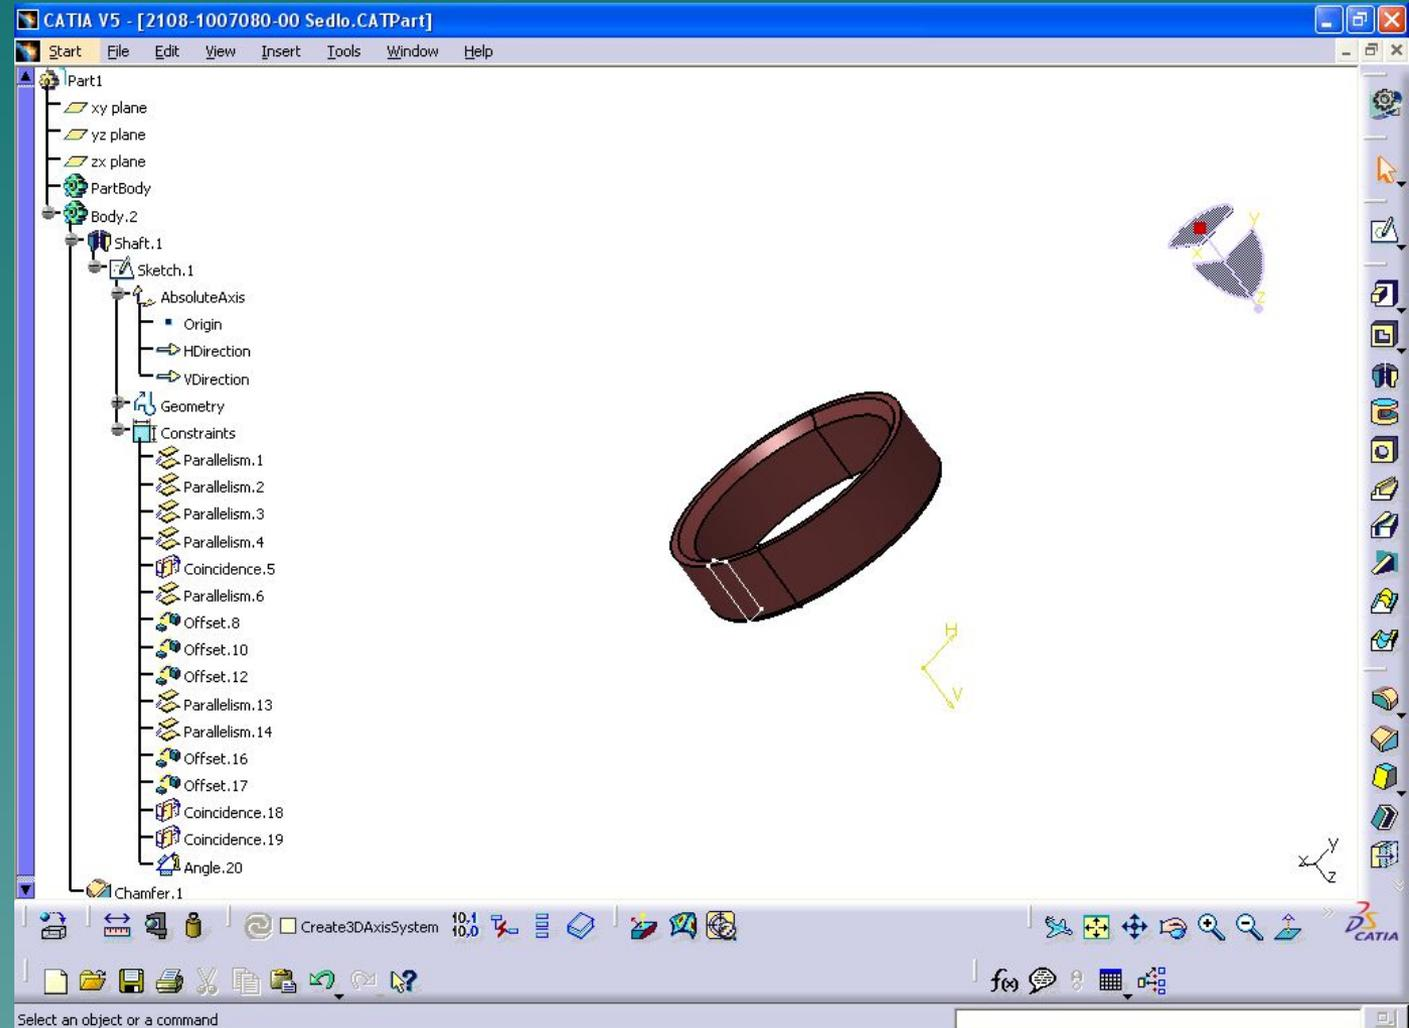 CATIA V5 - [2108-1007080-00 Sedlo.CATPart]
Start File Edit View Insert Tools Window Help
Part1
xy plane
yz plane
zx plane
PartBody
Body.2
Shaft.1
Sketch.1
AbsoluteAxis
Origin
HDirection
VDirection
Geometry
Constraints
Parallelism.1
Parallelism.2
Parallelism.3
Parallelism.4
Coincidence.5
Parallelism.6
Offset.8
Offset.10
Offset.12
Parallelism.13
Parallelism.14
Offset.16
Offset.17
Coincidence.18
Coincidence.19
Angle.20
Chamfer.1
y
x
z
H
V
x y
z
Create3DAxisSystem
10,1
10,0
CATIA
f(x)
Select an object or a command